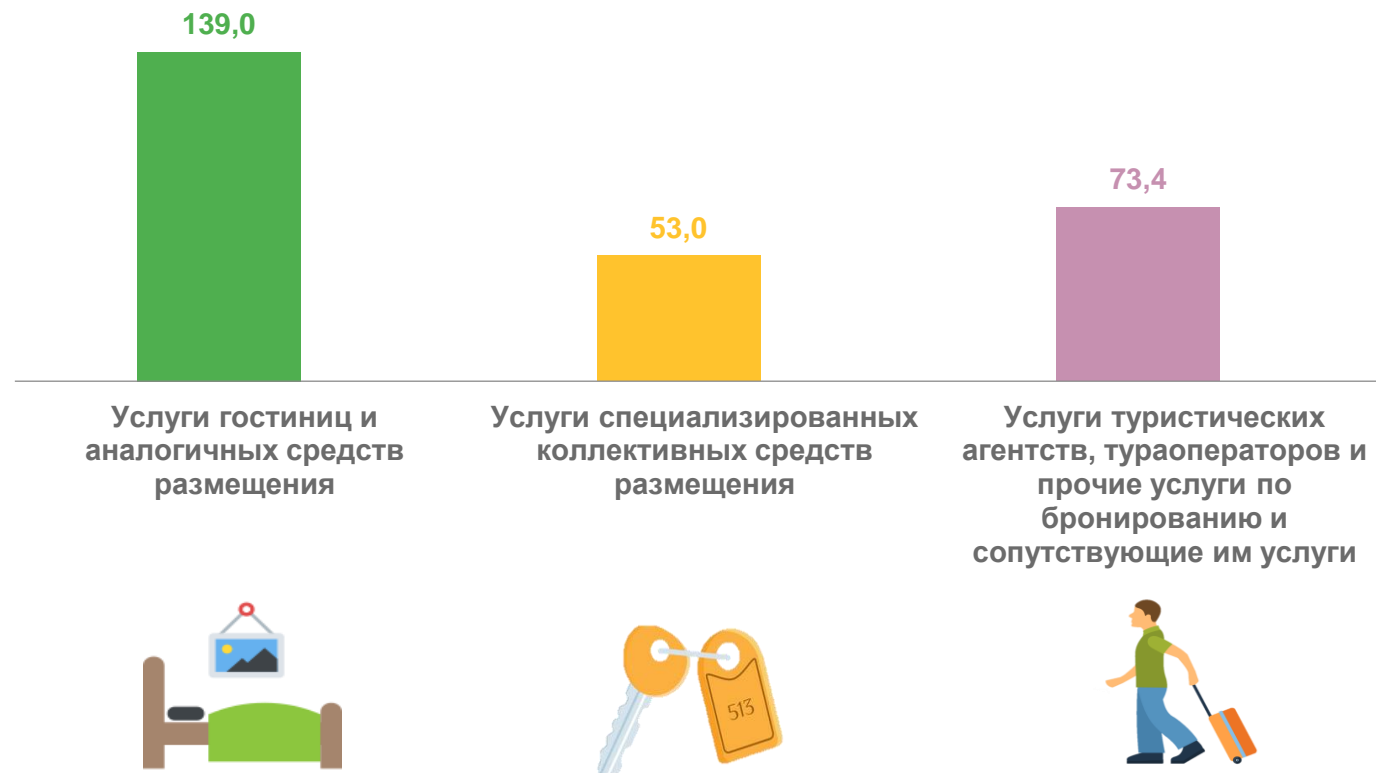 139,0
53,0
73,4
Услуги гостиниц и
аналогичных средств
размещения
Услуги специализированных
коллективных средств
размещения
Услуги туристических
агентств, тураоператоров и
прочие услуги по
бронированию и
сопутствующие им услуги
513